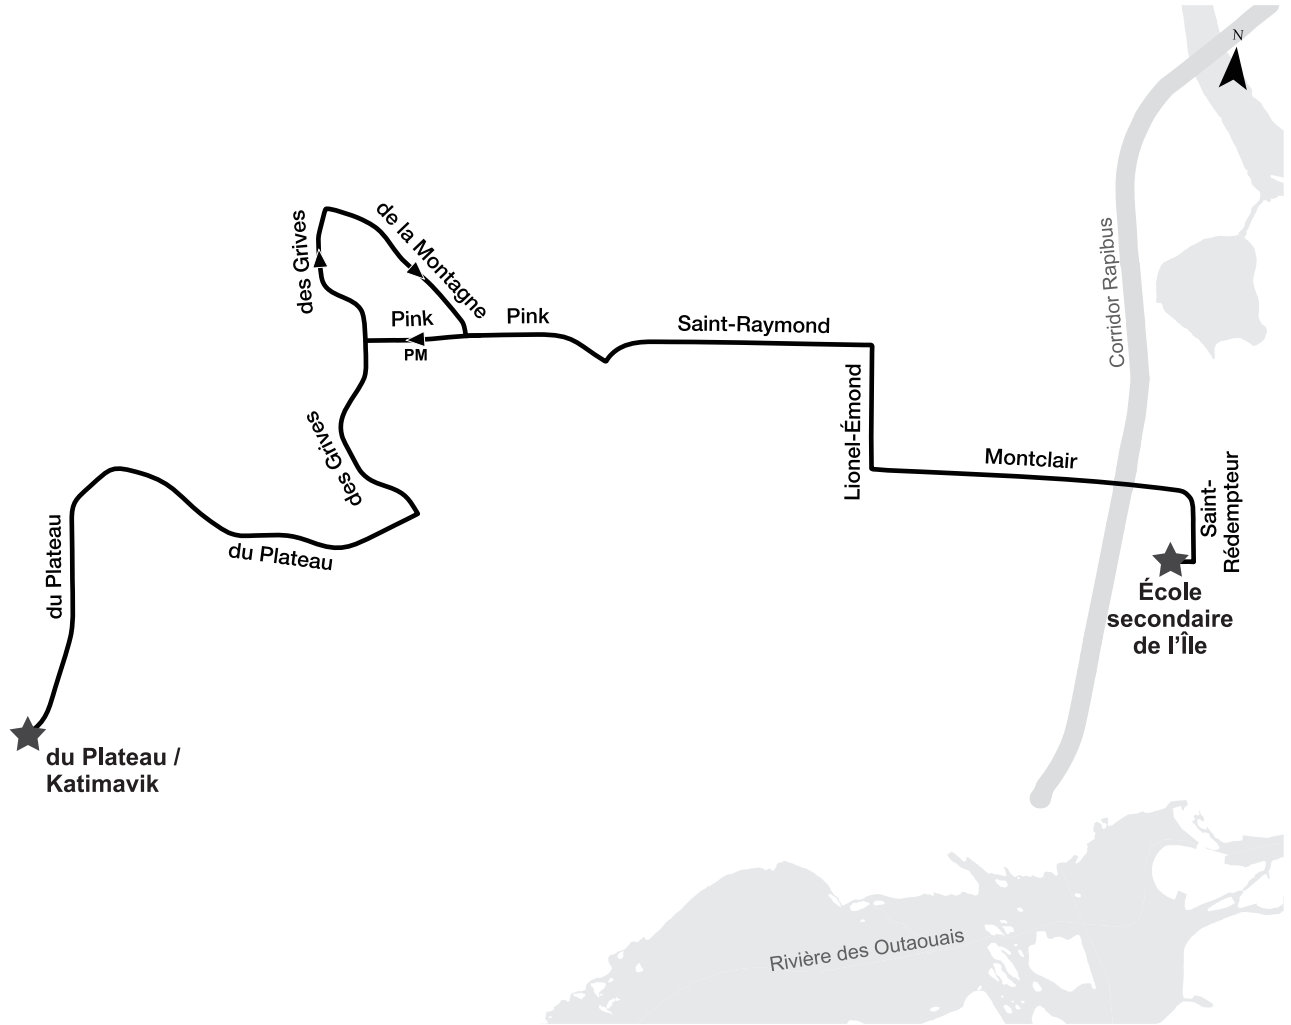 N
des Grives
de la Montagne
Corridor Rapibus
Pink
Pink
PM
Saint-Raymond
Lionel-Émond
des Grives
Montclair
Saint-
Rédempteur
du Plateau
du Plateau
École
secondaire
de l'Île
du Plateau /
Katimavik
Rivière des Outaouais